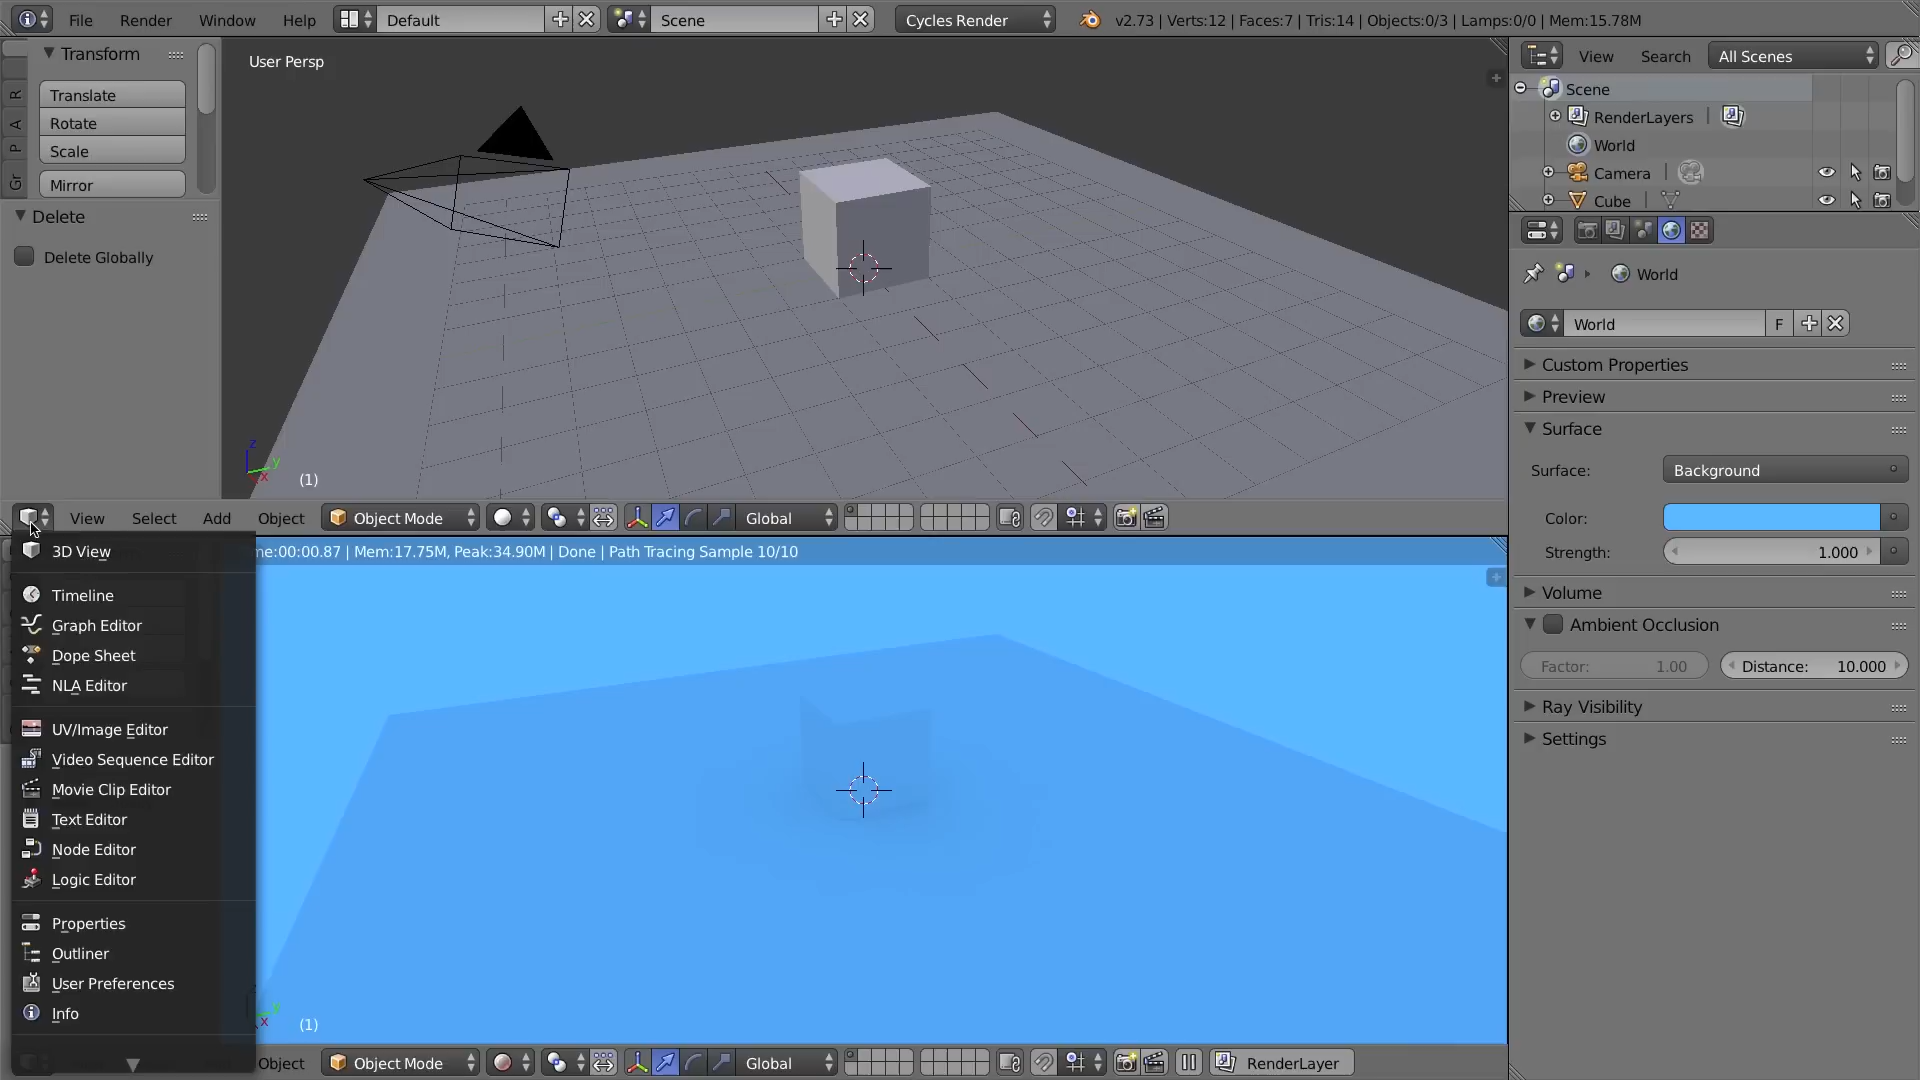 File Render Window Help Default Scene Cycles Render v2.73 | Verts:12 | Faces:7 | Tris:14 | Objects:0/3 | Lamps:0/0 | Mem:15.78M
Transform
Translate
Rotate
Scale
Mirror
R
A
P
Gr
Delete
Delete Globally
User Persp
z
y
x
(1)
View Search All Scenes
Scene
RenderLayers |
World
Camera |
Cube |
World
World F
Custom Properties
Preview
Surface
Surface: Background
Color:
Strength: 1.000
Volume
Ambient Occlusion
Factor: 1.00 Distance: 10.000
Ray Visibility
Settings
View Select Add Object Object Mode Global
3D View
Timeline
Graph Editor
Dope Sheet
NLA Editor
UV/Image Editor
Video Sequence Editor
Movie Clip Editor
Text Editor
Node Editor
Logic Editor
Properties
Outliner
User Preferences
Info
me:00:00.87 | Mem:17.75M, Peak:34.90M | Done | Path Tracing Sample 10/10
y
x
(1)
Object Object Mode Global RenderLayer